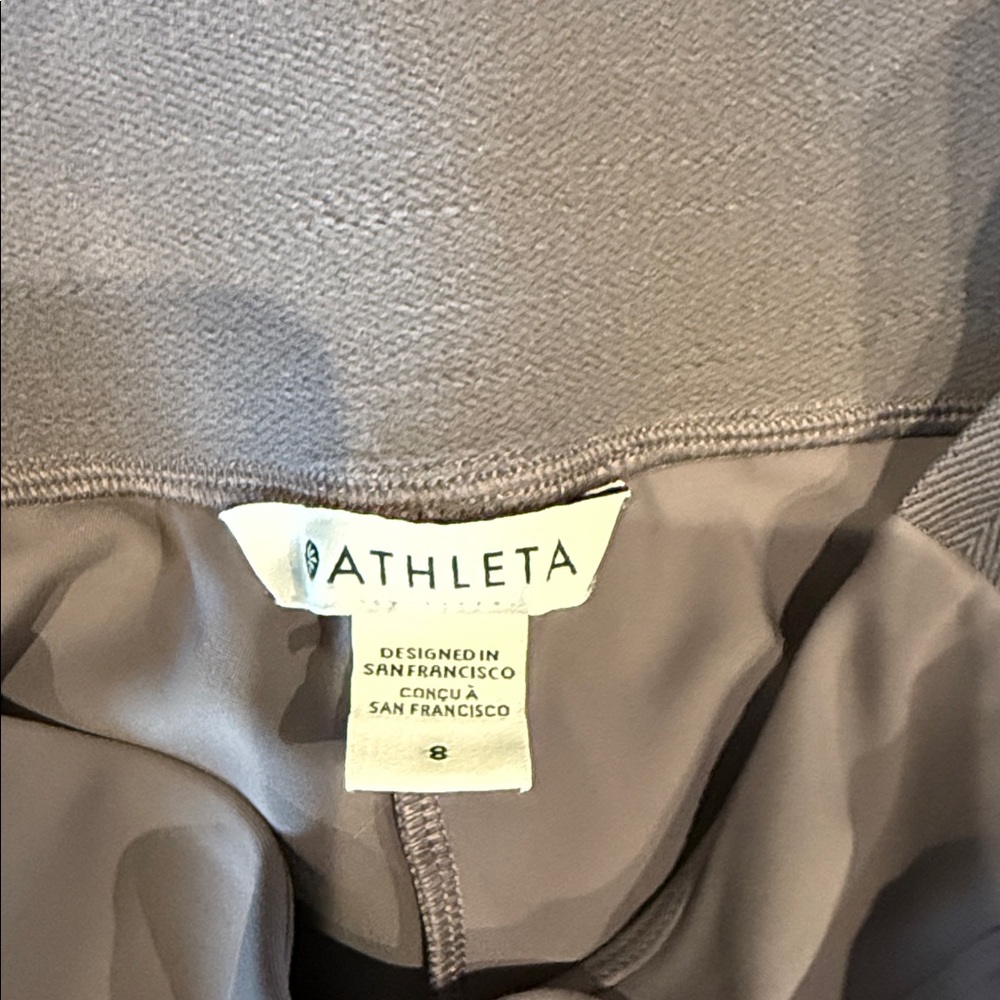 ATHLETA
DESIGNED IN
SAN FRANCISCO
CONÇU À
SAN FRANCISCO
8